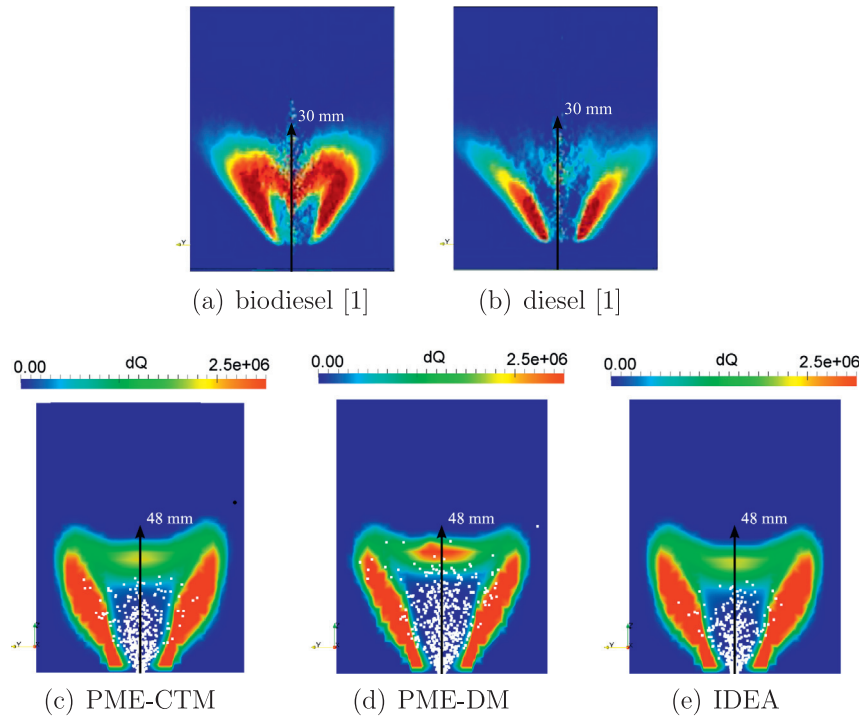 30 mm
30 mm
Y
Y
(a) biodiesel [1]
(b) diesel [1]
0.00 dQ 2.5e+06
0.00 dQ 2.5e+06
0.00 dQ 2.5e+06
48 mm
48 mm
48 mm
Z
Y
Z
Y
Z
Y
(c) PME-CTM
(d) PME-DM
(e) IDEA